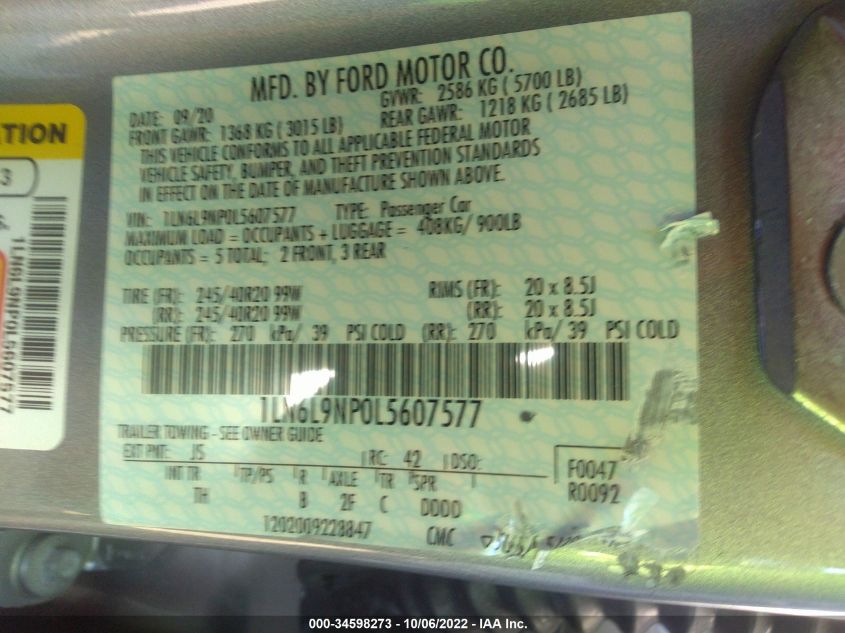 MFD. BY FORD MOTOR CO.
DATE: 09/20 GVWR: 2586 KG ( 5700 LB)
FRONT GAWR: 1368 KG ( 3015 LB) REAR GAWR: 1218 KG ( 2685 LB)
THIS VEHICLE CONFORMS TO ALL APPLICABLE FEDERAL MOTOR
VEHICLE SAFETY, BUMPER, AND THEFT PREVENTION STANDARDS
IN EFFECT ON THE DATE OF MANUFACTURE SHOWN ABOVE.
VIN: 1LN6L9NP0L5607577 TYPE: Passenger Car
MAXIMUM LOAD = OCCUPANTS + LUGGAGE = 408KG/ 900LB
OCCUPANTS = 5 TOTAL; 2 FRONT, 3 REAR
TIRE (FR): 245/40R20 99W RIMS (FR): 20 x 8.5J
(RR): 245/40R20 99W (RR): 20 x 8.5J
PRESSURE (FR): 270 kPa/ 39 PSI COLD (RR): 270 kPa/ 39 PSI COLD
1LN6L9NP0L5607577
TRAILER TOWING - SEE OWNER GUIDE
EXT PNT: JS RC: 42 DSO: F0047
INT TR TP/PS R AXLE TR SPR R0092
TH B 2F C DDDD
1202009228847 CMC
ATION
3
S.
1LN6L9NP0L5607577
000-34598273 - 10/06/2022 - IAA Inc.